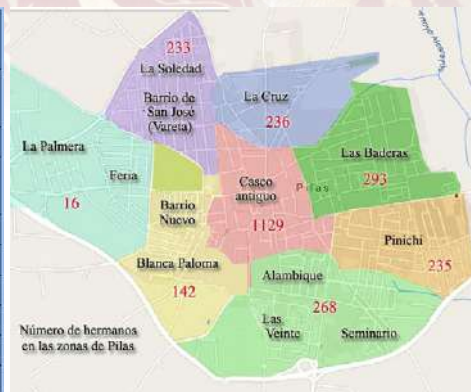 233
La Soledad
Barrio de
San José
(Vareta)
La Cruz
236
La Palmera
Feria
16
Las Baderas
293
Casco
antiguo
1129
Pilas
Barrio
Nuevo
Blanca Paloma
142
Pinichi
235
Alambique
268
Las
Veinte
Seminario
Número de hermanos
en las zonas de Pilas